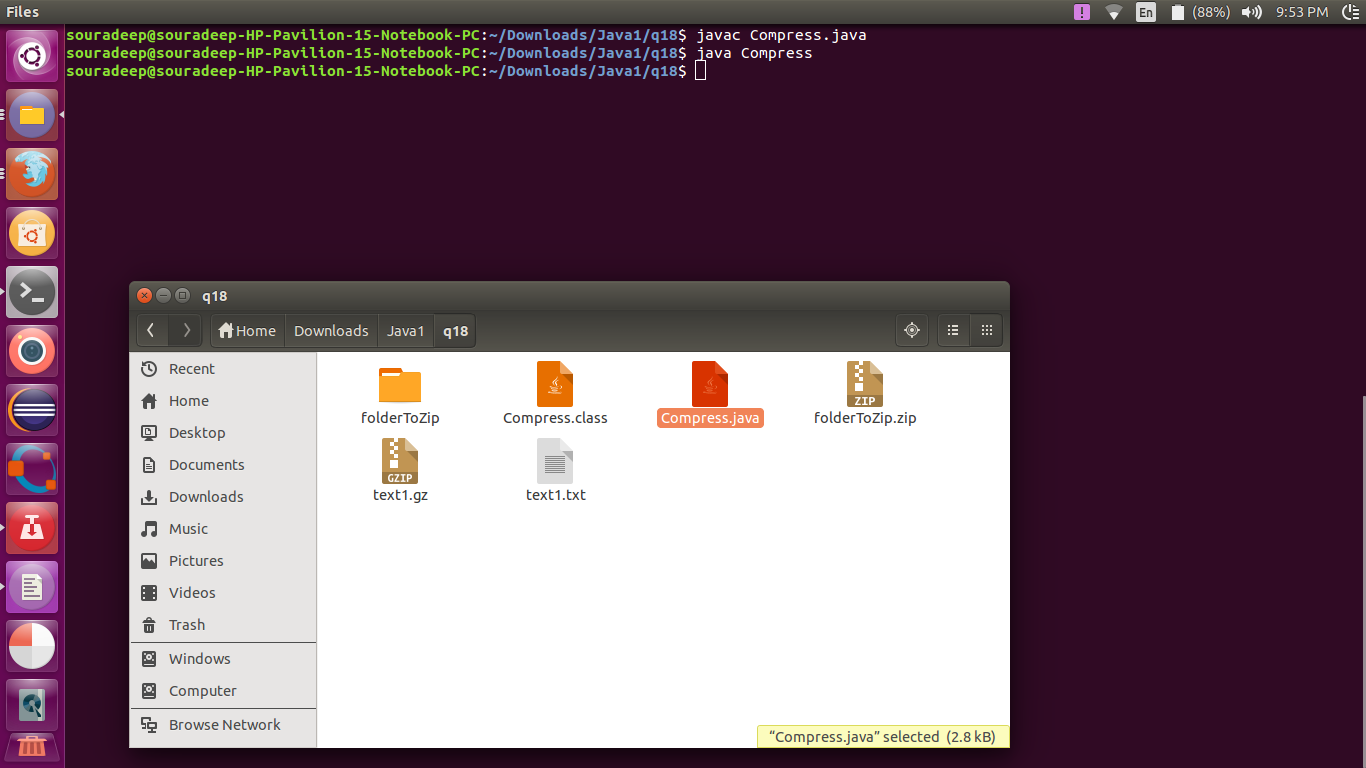 Files
En
(88%)
9:53 PM
souradeep@souradeep-HP-Pavilion-15-Notebook-PC:~/Downloads/Java1/q18$ javac Compress.java
souradeep@souradeep-HP-Pavilion-15-Notebook-PC:~/Downloads/Java1/q18$ java Compress
souradeep@souradeep-HP-Pavilion-15-Notebook-PC:~/Downloads/Java1/q18$
q18
Home Downloads Java1 q18
Recent
Home
Desktop
Documents
Downloads
Music
Pictures
Videos
Trash
Windows
Computer
Browse Network
folderToZip
Compress.class
Compress.java
ZIP
folderToZip.zip
GZIP
text1.gz
text1.txt
“Compress.java” selected (2.8 kB)